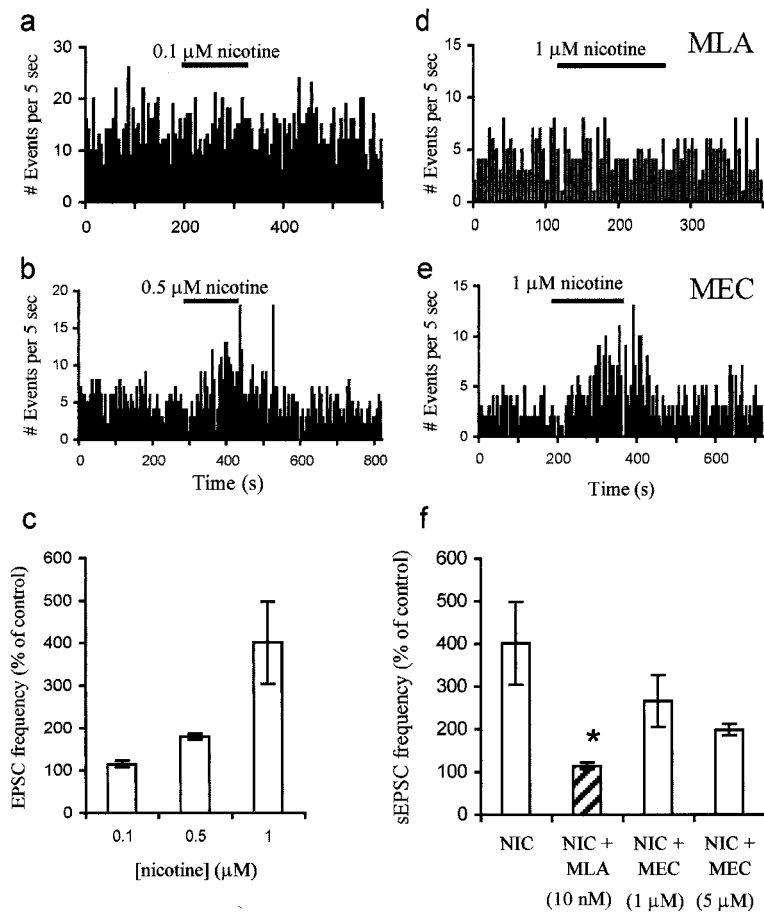 a
# Events per 5 sec
30
20
10
0
0.1 µM nicotine
0 200 400
b
# Events per 5 sec
20
15
10
5
0
0.5 µM nicotine
0 200 400 600 800
Time (s)
c
EPSC frequency (% of control)
600
500
400
300
200
100
0
0.1 0.5 1
[nicotine] (µM)
d
# Events per 5 sec
15
10
5
0
1 µM nicotine
MLA
0 100 200 300
e
# Events per 5 sec
15
10
5
0
1 µM nicotine
MEC
0 200 400 600
Time (s)
f
sEPSC frequency (% of control)
600
500
400
300
200
100
0
*
NIC NIC + NIC + NIC +
MLA MEC MEC
(10 nM) (1 µM) (5 µM)